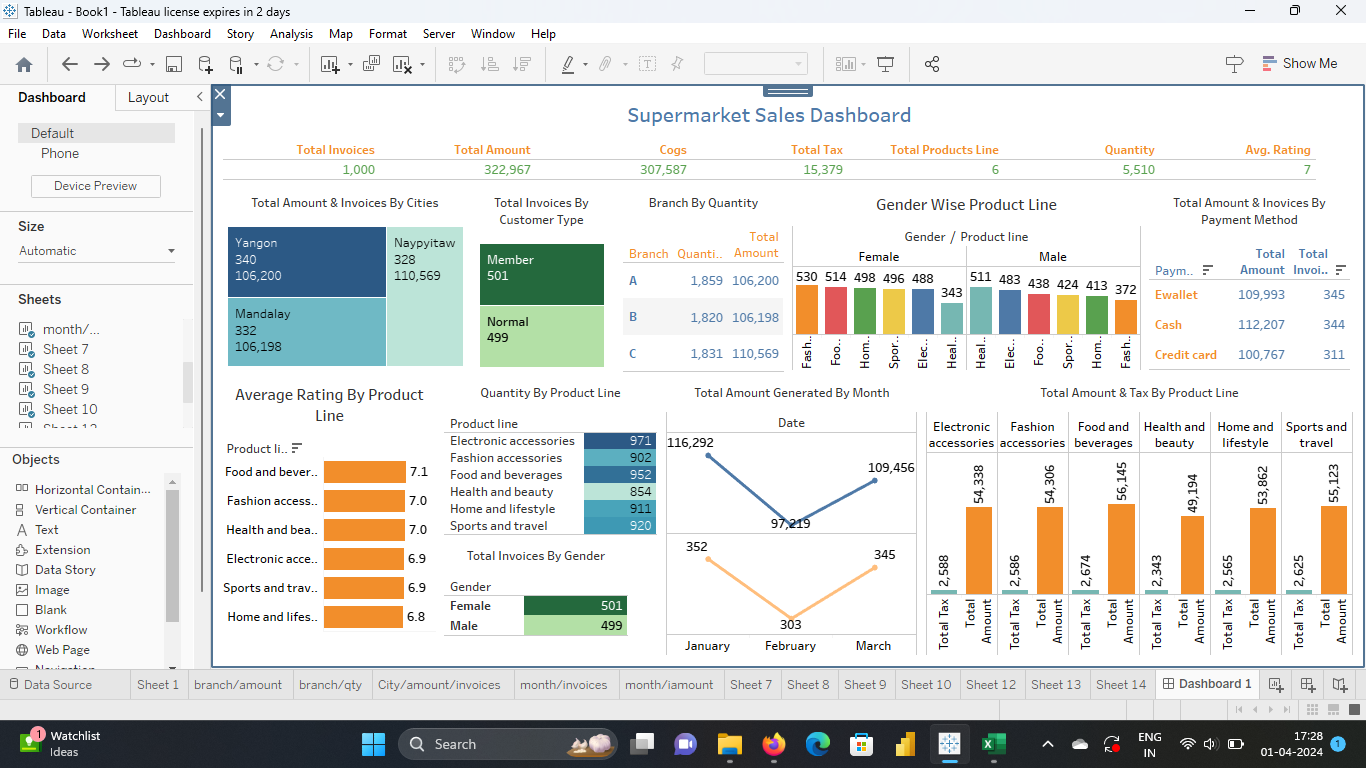 Tableau - Book1 - Tableau license expires in 2 days
File Data Worksheet Dashboard Story Analysis Map Format Server Window Help
Show Me
Dashboard Layout
Default
Phone
Device Preview
Size
Automatic
Sheets
month/...
Sheet 7
Sheet 8
Sheet 9
Sheet 10
Objects
Horizontal Contain...
Vertical Container
Text
Extension
Data Story
Image
Blank
Workflow
Web Page
Supermarket Sales Dashboard
Total Invoices Total Amount Cogs Total Tax Total Products Line Quantity Avg. Rating
1,000 322,967 307,587 15,379 6 5,510 7
Total Amount & Invoices By Cities
Yangon
340
106,200
Mandalay
332
106,198
Naypyitaw
328
110,569
Total Invoices By
Customer Type
Member
501
Normal
499
Branch By Quantity
Total
Branch Quanti.. Amount
A 1,859 106,200
B 1,820 106,198
C 1,831 110,569
Gender Wise Product Line
Gender / Product line
Female Male
530 514 498 496 488 343 511 483 438 424 413 372
Fash.. Foo.. Hom.. Spor.. Elec.. Heal.. Heal.. Elec.. Foo.. Spor.. Hom.. Fash..
Total Amount & Inovices By
Payment Method
Total Total
Paym.. Amount Invoi..
Ewallet 109,993 345
Cash 112,207 344
Credit card 100,767 311
Average Rating By Product
Line
Product li..
Food and bever.. 7.1
Fashion access.. 7.0
Health and bea.. 7.0
Electronic acce.. 6.9
Sports and trav.. 6.9
Home and lifes.. 6.8
Quantity By Product Line
Product line
Electronic accessories 971
Fashion accessories 902
Food and beverages 952
Health and beauty 854
Home and lifestyle 911
Sports and travel 920
Total Invoices By Gender
Gender
Female 501
Male 499
Total Amount Generated By Month
Date
116,292
109,456
97,219
352
345
303
January February March
Total Amount & Tax By Product Line
Electronic Fashion Food and Health and Home and Sports and
accessories accessories beverages beauty lifestyle travel
2,588 54,338 2,586 54,306 2,674 56,145 2,343 49,194 2,565 53,862 2,625 55,123
Total Tax Total Amount Total Tax Total Amount Total Tax Total Amount Total Tax Total Amount Total Tax Total Amount Total Tax Total Amount
Data Source Sheet 1 branch/amount branch/qty City/amount/invoices month/invoices month/iamount Sheet 7 Sheet 8 Sheet 9 Sheet 10 Sheet 12 Sheet 13 Sheet 14 Dashboard 1
1
Watchlist
Ideas
Search
ENG
IN
17:28
01-04-2024
1